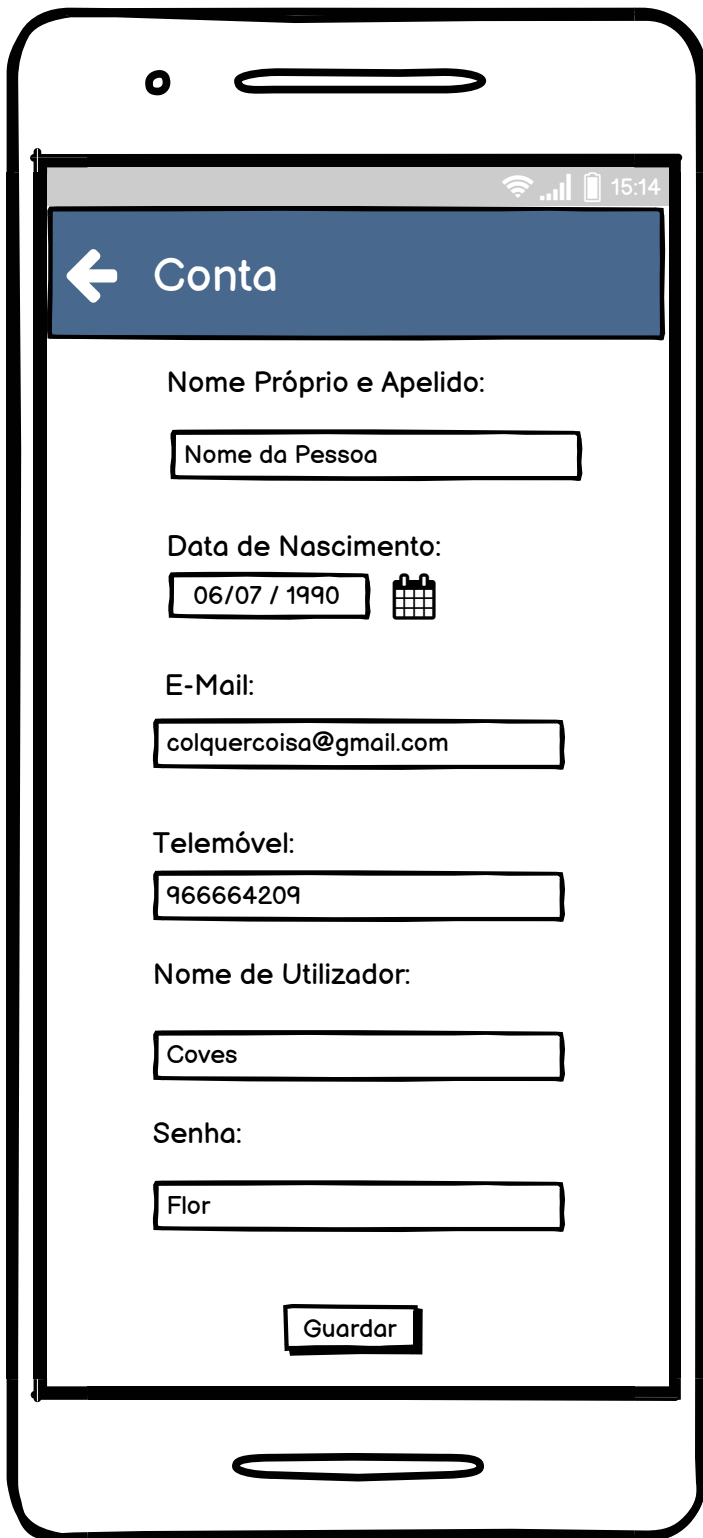 15:14
Conta
Nome Próprio e Apelido:
Nome da Pessoa
Data de Nascimento:
06/07 / 1990
E-Mail:
colquercoisa@gmail.com
Telemóvel:
966664209
Nome de Utilizador:
Coves
Senha:
Flor
Guardar